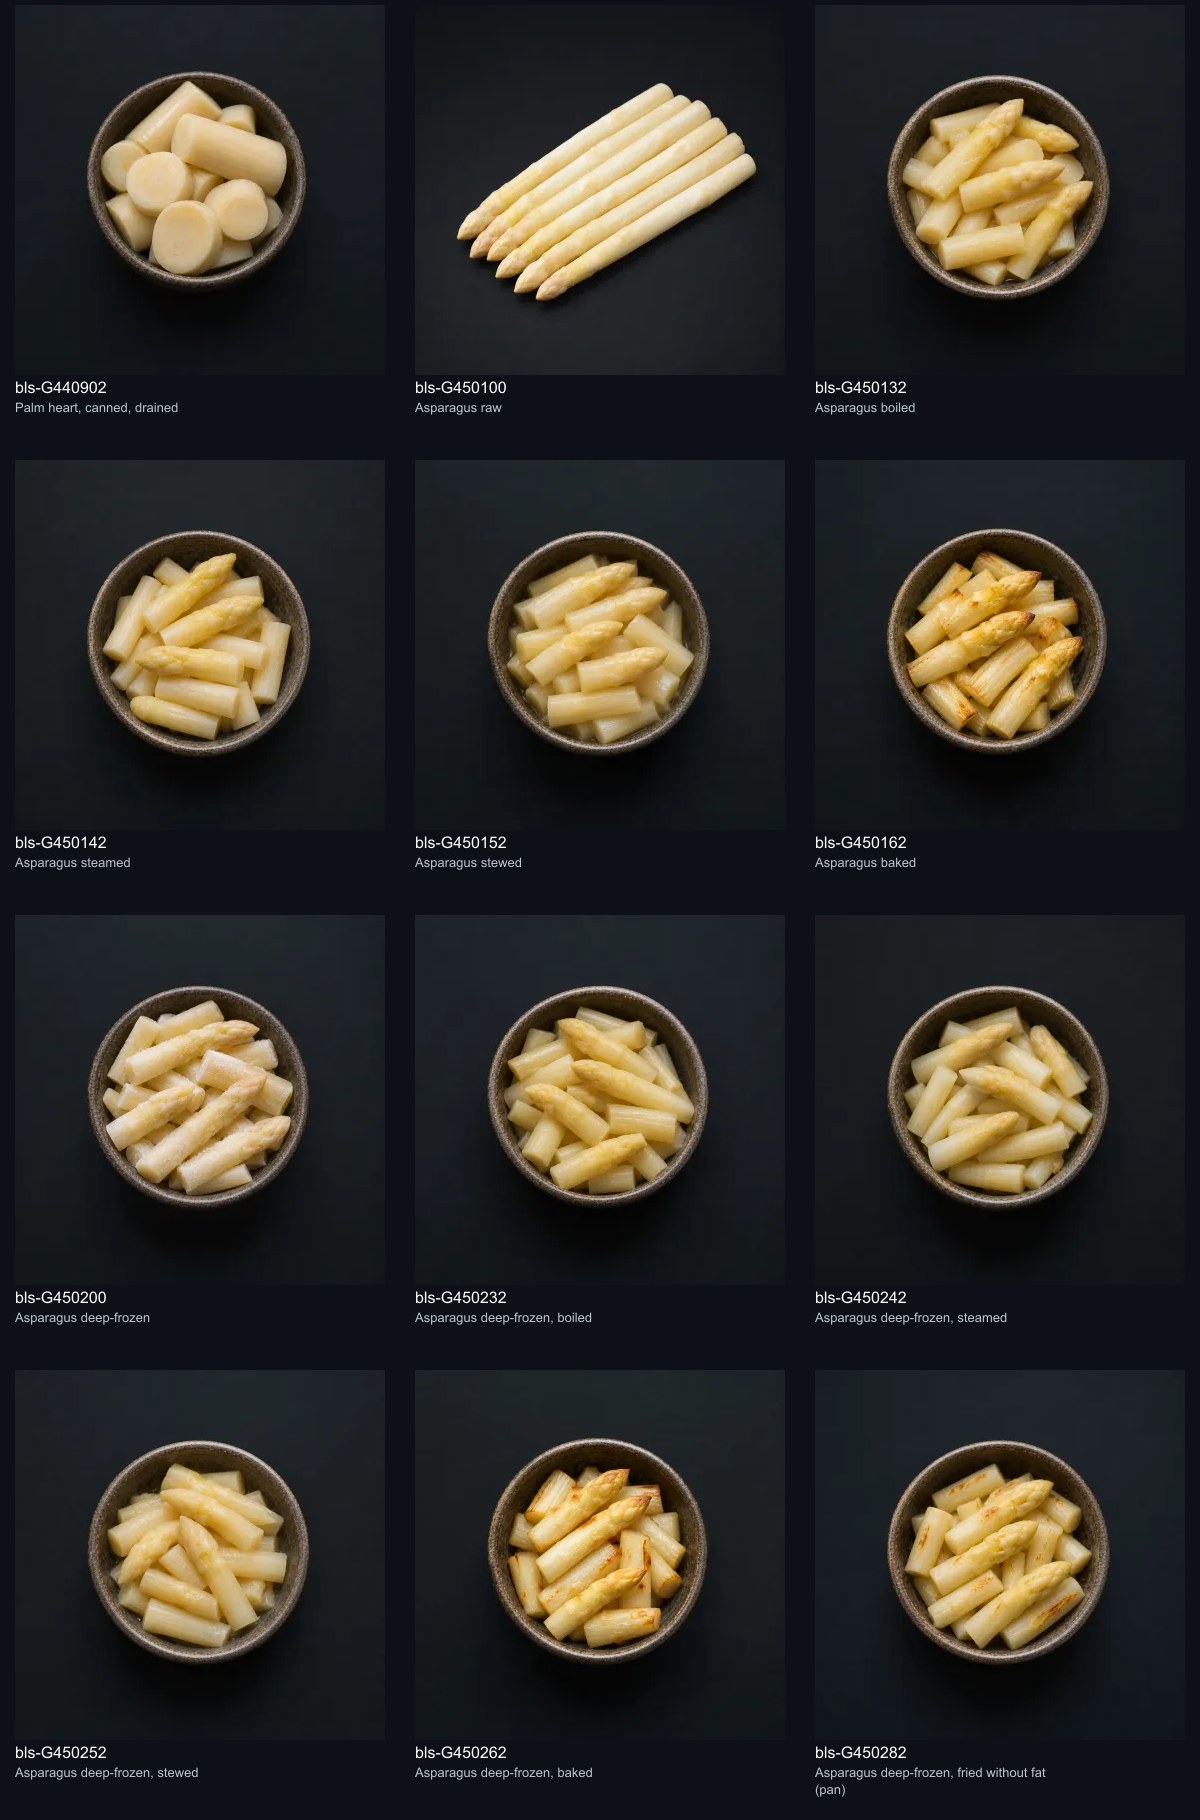 bls-G440902
Palm heart, canned, drained
bls-G450100
Asparagus raw
bls-G450132
Asparagus boiled
bls-G450142
Asparagus steamed
bls-G450152
Asparagus stewed
bls-G450162
Asparagus baked
bls-G450200
Asparagus deep-frozen
bls-G450232
Asparagus deep-frozen, boiled
bls-G450242
Asparagus deep-frozen, steamed
bls-G450252
Asparagus deep-frozen, stewed
bls-G450262
Asparagus deep-frozen, baked
bls-G450282
Asparagus deep-frozen, fried without fat
(pan)